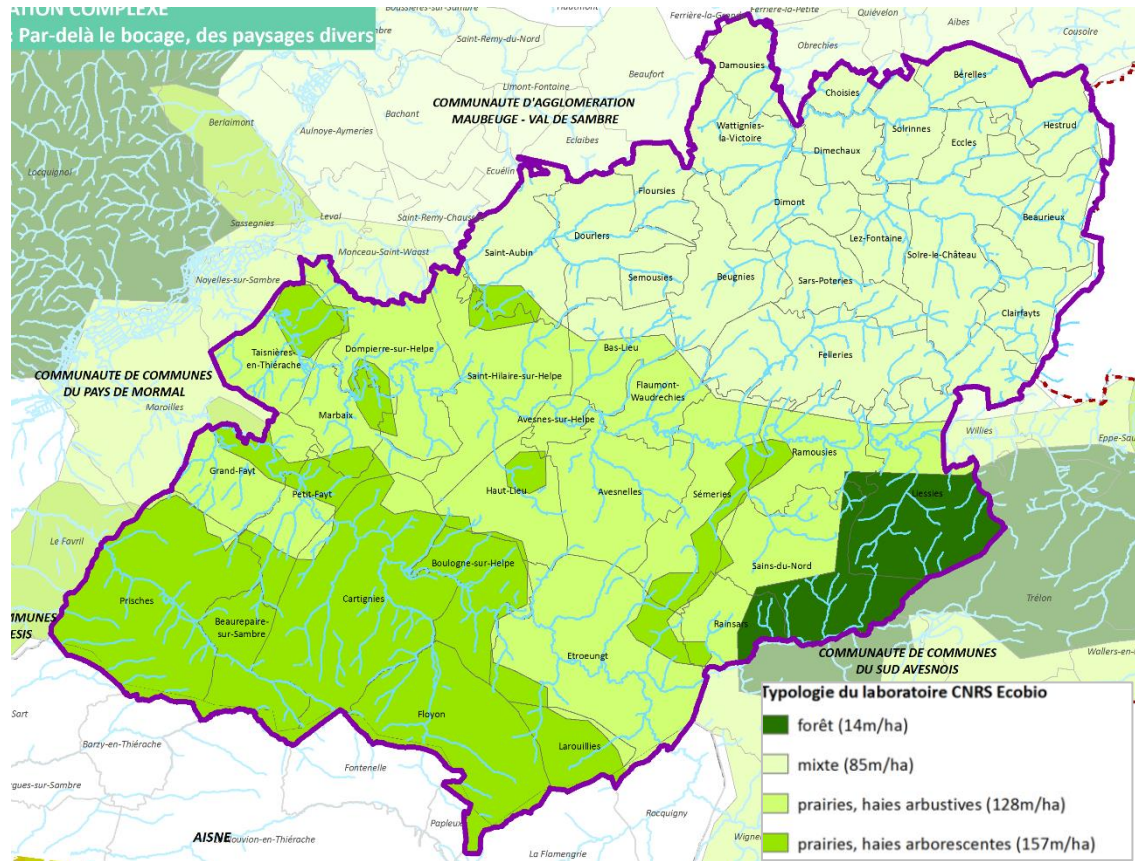 ATION COMPLEXE
: Par-delà le bocage, des paysages divers
Saint-Remy-du-Nord
Ferrière-la-Petite
Quiévelon
Aibes
Cousolre
Obrechies
Damousies
Bérelles
Choisies
Beaufort
Limont-Fontaine
COMMUNAUTE D'AGGLOMERATION
MAUBEUGE - VAL DE SAMBRE
Bachant
Berlaimont
Aulnoye-Aymeries
Eclaibes
Wattignies-
la-Victoire
Solrinnes
Hestrud
Eccles
Dimechaux
Locquignol
Ecuélin
Floursies
Dimont
Leval
Saint-Remy-Chaussée
Sassegnies
Beaurieux
Dourlers
Lez-Fontaine
Monceau-Saint-Waast
Saint-Aubin
Solre-le-Château
Noyelles-sur-Sambre
Semousies
Beugnies
Sars-Poteries
Clairfayts
Bas-Lieu
Dompierre-sur-Helpe
Felleries
Taisnières-
en-Thiérache
COMMUNAUTE DE COMMUNES
DU PAYS DE MORMAL
Saint-Hilaire-sur-Helpe
Flaumont-
Waudrechies
Maroilles
Marbaix
Avesnes-sur-Helpe
Willies
Eppe-Sau
Ramousies
Grand-Fayt
Petit-Fayt
Haut-Lieu
Avesnelles
Sémeries
Liessies
Le Favril
Boulogne-sur-Helpe
Sains-du-Nord
Prisches
Cartignies
Trélon
MMUNES
ESIS
Beaurepaire-
sur-Sambre
Rainsars
Etroeungt
COMMUNAUTE DE COMMUNES
DU SUD AVESNOIS
Wallers-en-
Sart
Floyon
Larouillies
Barzy-en-Thiérache
Fontenelle
gues-sur-Sambre
Papleux
Racquigny
Wigne
AISNE
ouvion-en-Thiérache
La Flamengrie
Typologie du laboratoire CNRS Ecobio
forêt (14m/ha)
mixte (85m/ha)
prairies, haies arbustives (128m/ha)
prairies, haies arborescentes (157m/ha)